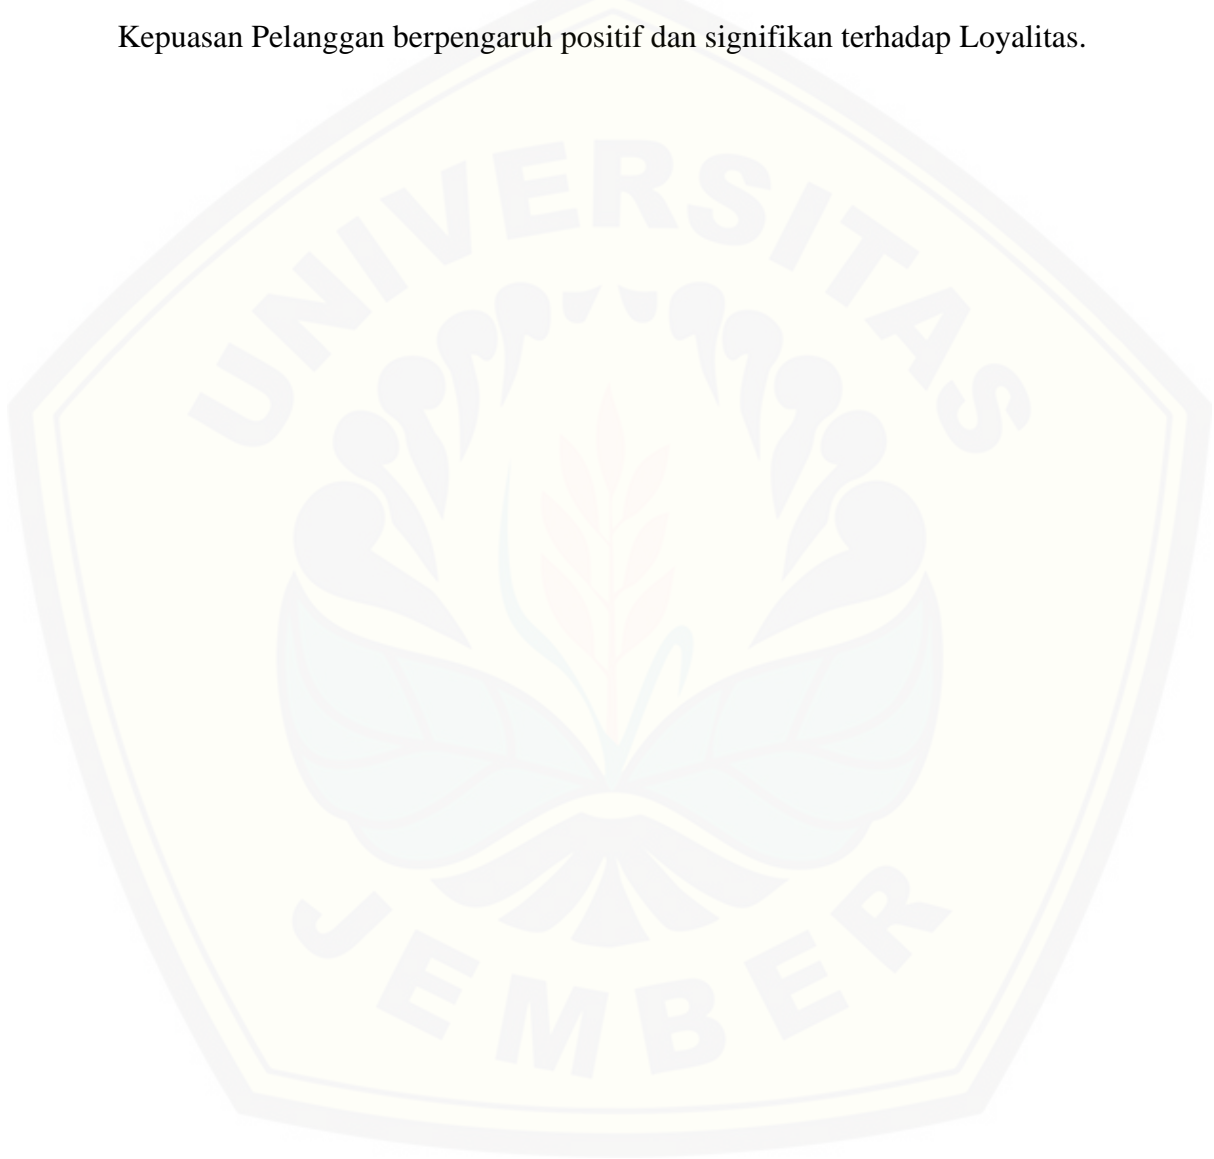 Kepuasan Pelanggan berpengaruh positif dan signifikan terhadap Loyalitas.
UNIVERSITAS
JEMBER